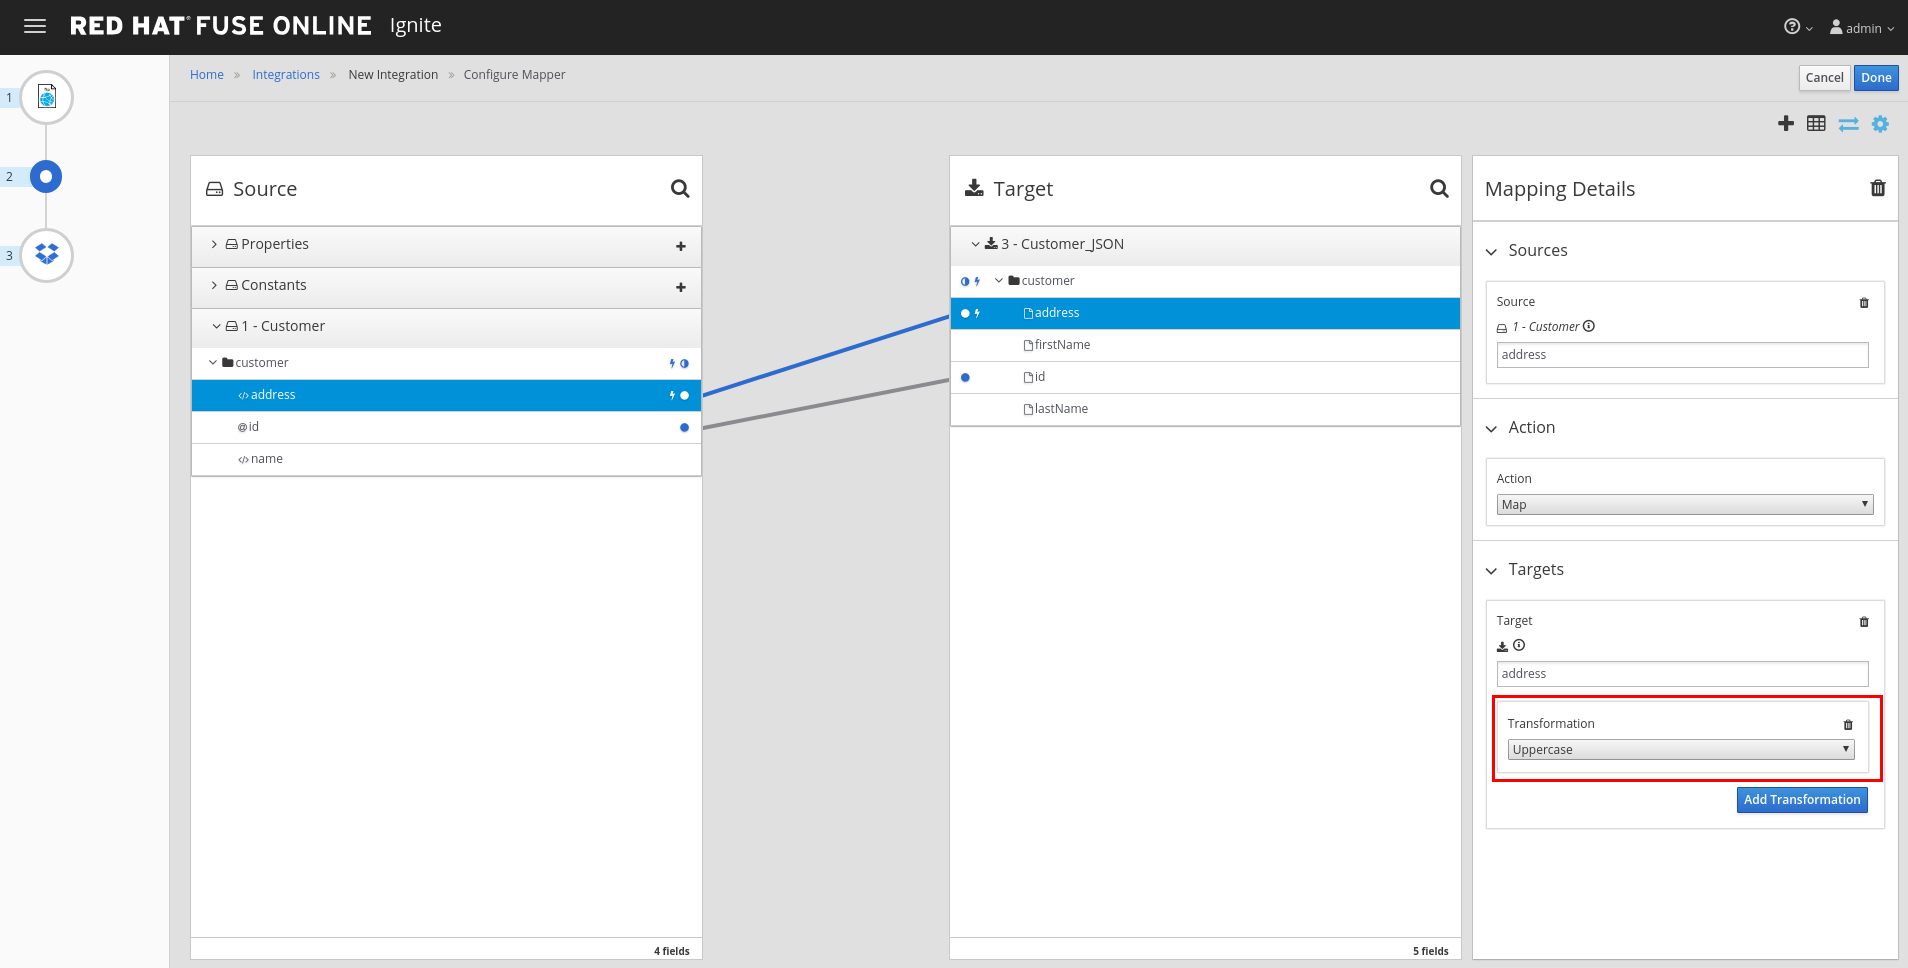 RED HAT® FUSE ONLINE Ignite
admin
Home » Integrations » New Integration » Configure Mapper
Cancel
Done
1
2
3
Source
Properties
Constants
1 - Customer
customer
address
@id
name
4 fields
Target
3 - Customer_JSON
customer
address
firstName
id
lastName
5 fields
Mapping Details
Sources
Source
1 - Customer
address
Action
Action
Map
Targets
Target
address
Transformation
Uppercase
Add Transformation